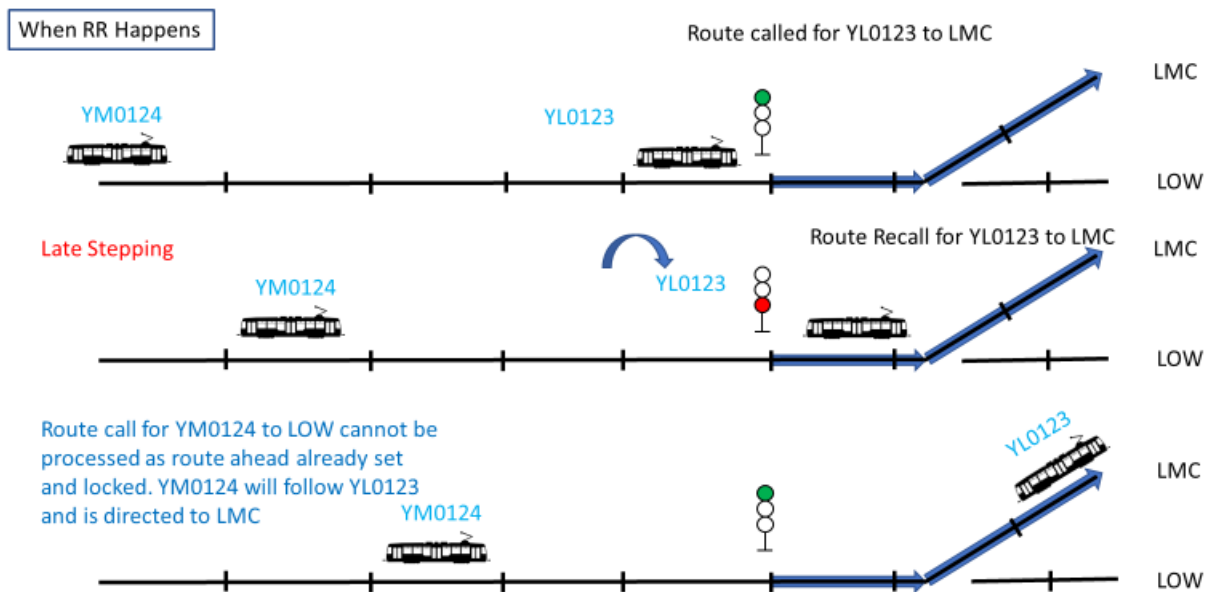 When RR Happens
Route called for YL0123 to LMC
LMC
YM0124
YL0123
LOW
Late Stepping
Route Recall for YL0123 to LMC
LMC
YM0124
YL0123
LOW
Route call for YM0124 to LOW cannot be
processed as route ahead already set
and locked. YM0124 will follow YL0123
and is directed to LMC
YL0123
LMC
YM0124
LOW